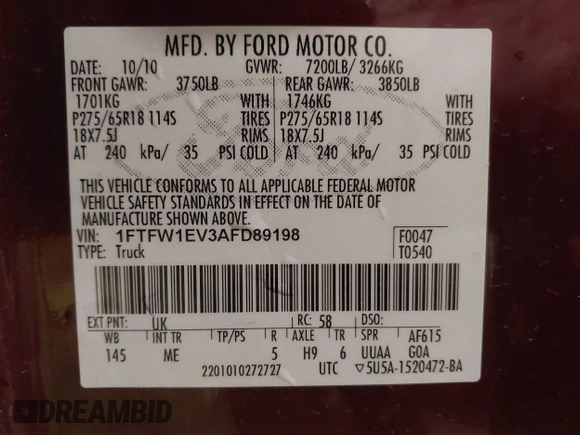 MFD. BY FORD MOTOR CO.
DATE: 10/10 GVWR: 7200LB/ 3266KG
FRONT GAWR: 3750LB REAR GAWR: 3850LB
1701KG WITH 1746KG WITH
P275/65R18 114S TIRES P275/65R18 114S TIRES
18X7.5J RIMS 18X7.5J RIMS
AT 240 kPa/ 35 PSI COLD AT 240 kPa/ 35 PSI COLD
THIS VEHICLE CONFORMS TO ALL APPLICABLE FEDERAL MOTOR
VEHICLE SAFETY STANDARDS IN EFFECT ON THE DATE OF
MANUFACTURE SHOWN ABOVE.
VIN: 1FTFW1EV3AFD89198 F0047
TYPE: Truck T0540
EXT PNT: UK RC: 58 DSO:
WB INT TR TP/PS R AXLE TR SPR AF615
145 ME 5 H9 6 UUAA G0A
2201010272727 UTC ▽5U5A-1520472-BA
DREAMBID